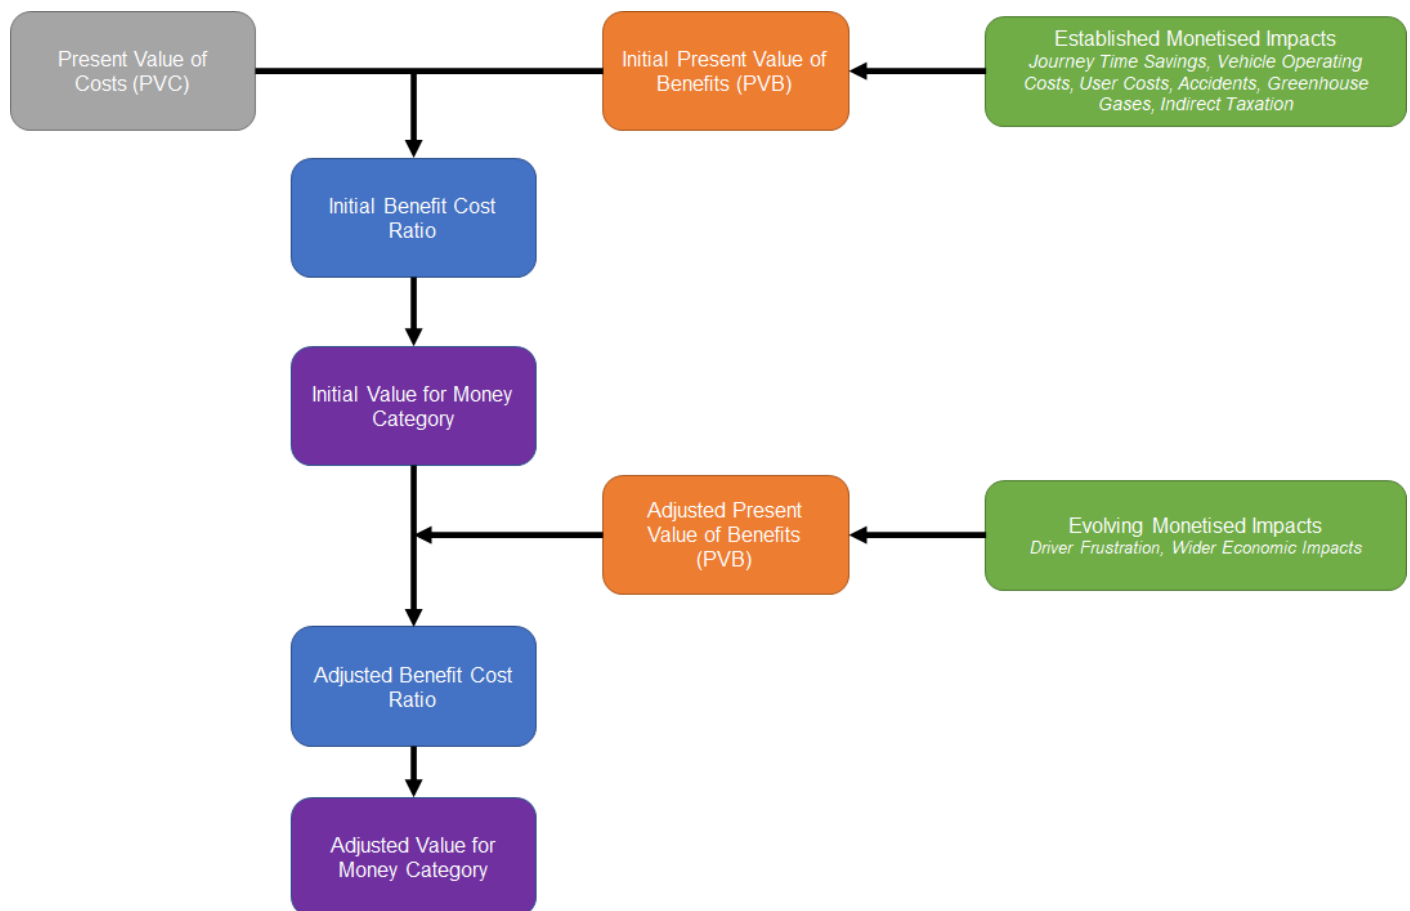 Present Value of
Costs (PVC)
Initial Present Value of
Benefits (PVB)
Established Monetised Impacts
Journey Time Savings, Vehicle Operating
Costs, User Costs, Accidents, Greenhouse
Gases, Indirect Taxation
Initial Benefit Cost
Ratio
Initial Value for Money
Category
Adjusted Present
Value of Benefits
(PVB)
Evolving Monetised Impacts
Driver Frustration, Wider Economic Impacts
Adjusted Benefit Cost
Ratio
Adjusted Value for
Money Category